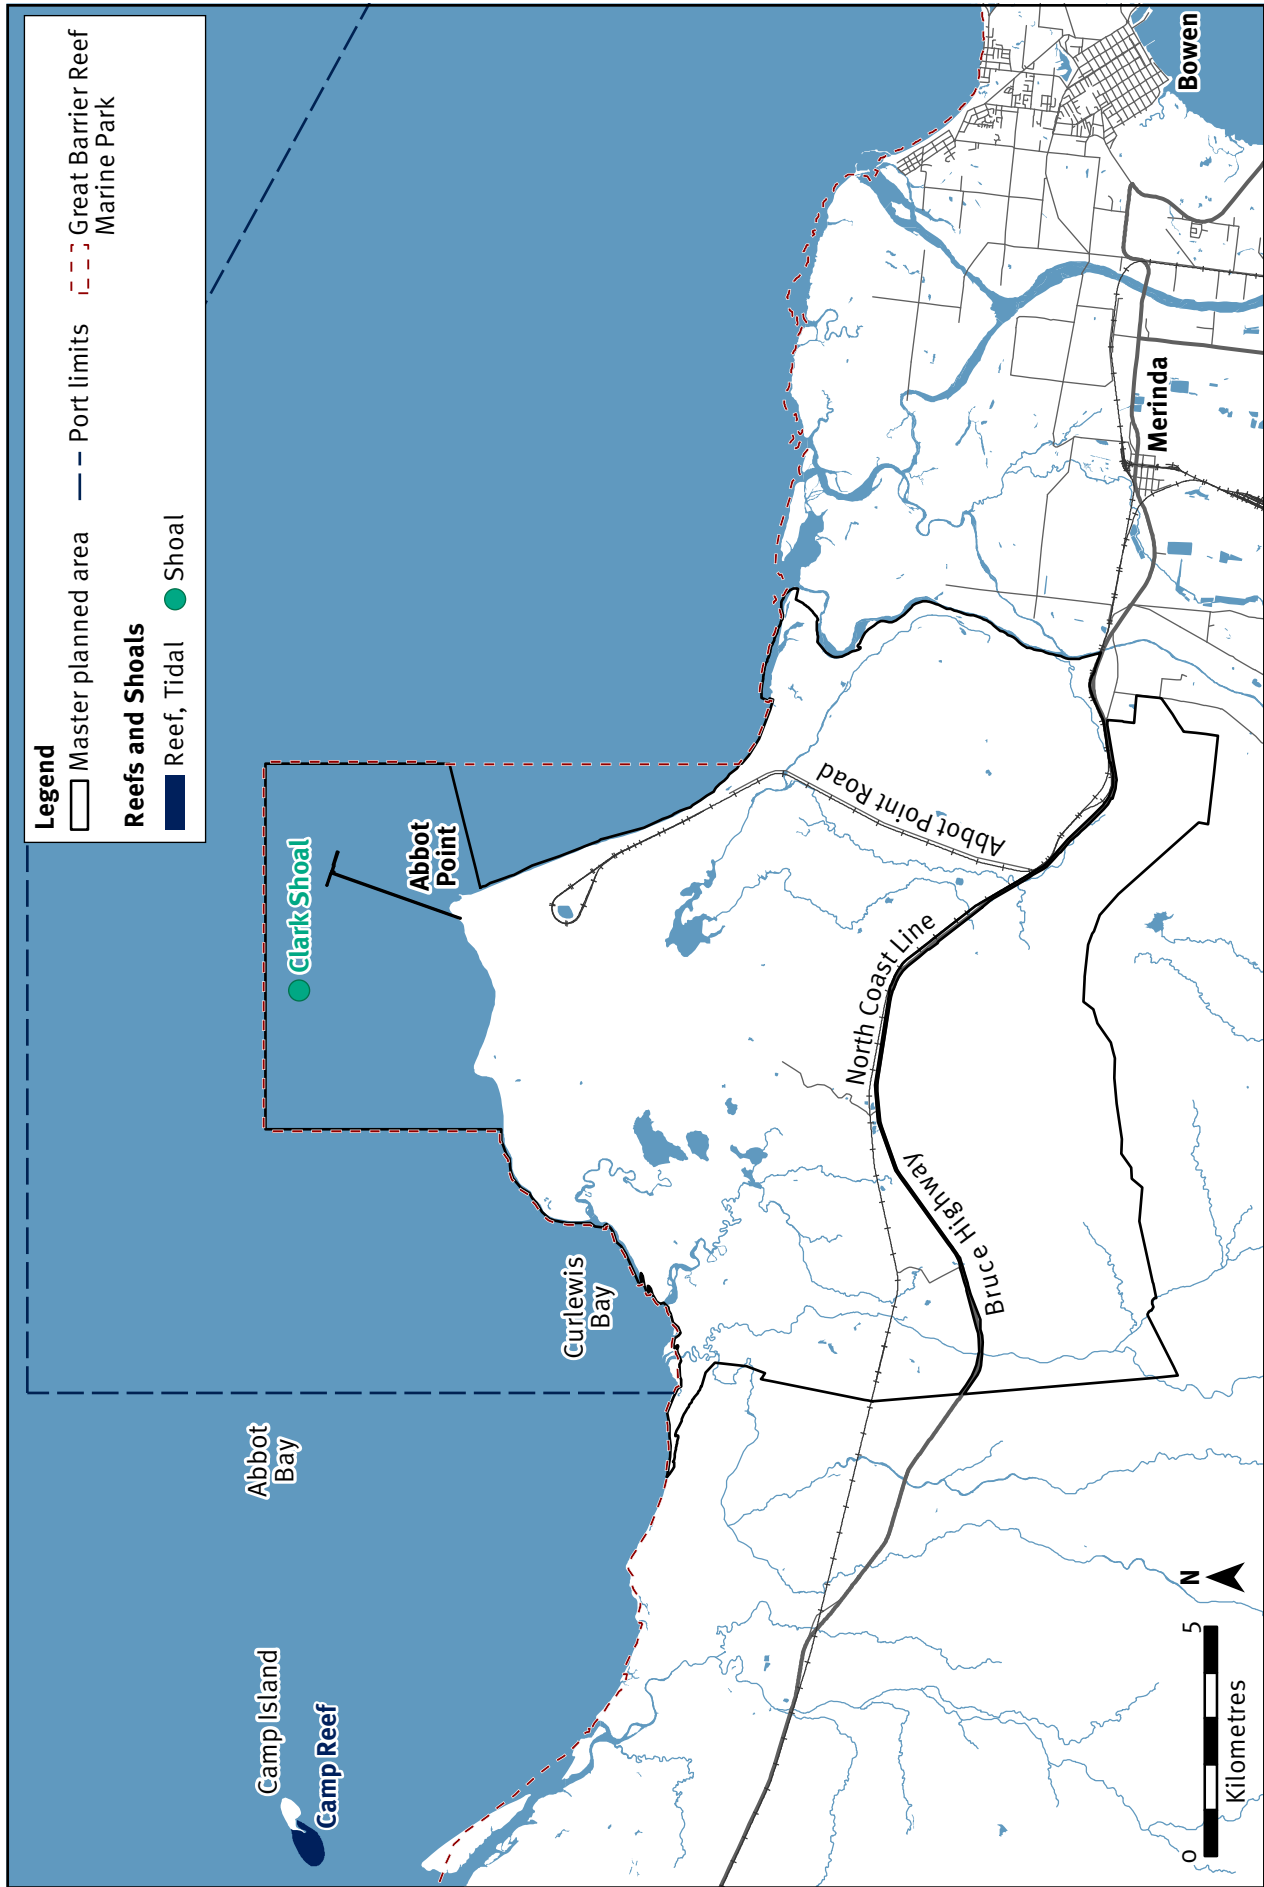 Legend
Master planned area
Port limits
Great Barrier Reef
Marine Park
Reefs and Shoals
Reef, Tidal
Shoal
Camp Island
Camp Reef
Abbot
Bay
Curlewis
Bay
Clark Shoal
Abbot
Point
Abbot Point Road
North Coast Line
Bruce Highway
Merinda
Bowen
N
0
5
Kilometres